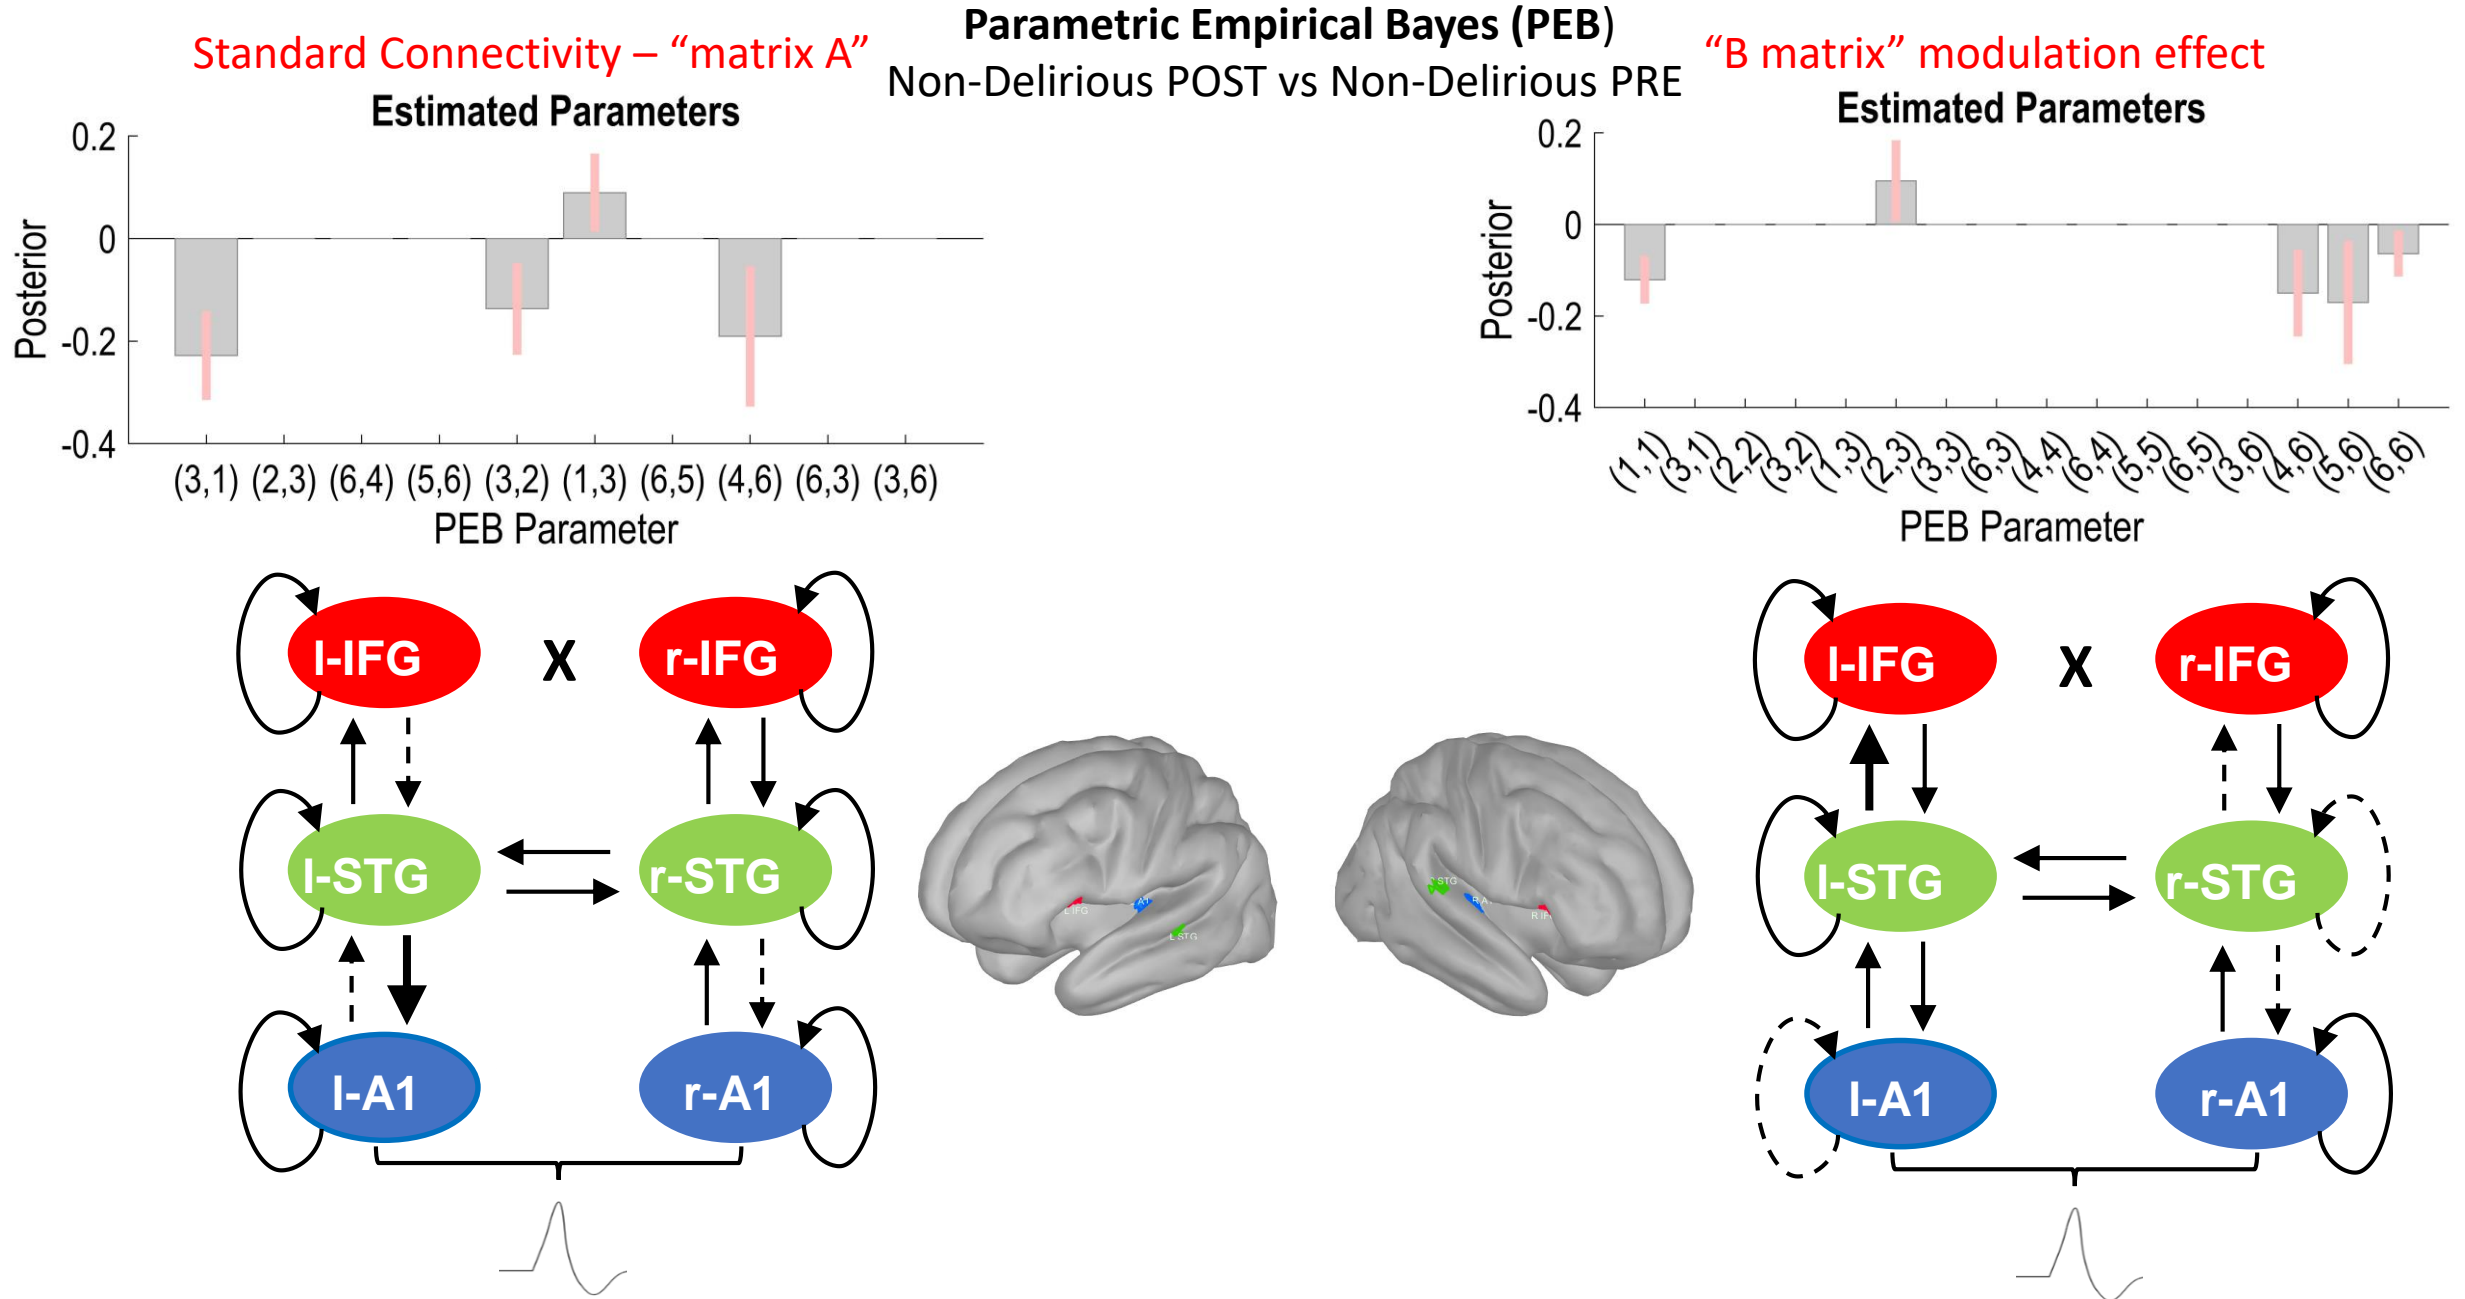 Parametric Empirical Bayes (PEB)
Non-Delirious POST vs Non-Delirious PRE
Standard Connectivity – “matrix A”
Estimated Parameters
0.2
0
-0.2
-0.4
Posterior
(3,1) (2,3) (6,4) (5,6) (3,2) (1,3) (6,5) (4,6) (6,3) (3,6)
PEB Parameter
“B matrix” modulation effect
Estimated Parameters
0.2
0
-0.2
-0.4
Posterior
(1,1) (3,1) (2,2) (3,2) (1,3) (2,3) (3,3) (6,3) (4,4) (6,4) (5,5) (6,5) (3,6) (4,6) (5,6) (6,6)
PEB Parameter
l-IFG X r-IFG
l-STG r-STG
l-A1 r-A1
L IFG
A1
L STG
STG
R A
R IF
l-IFG X r-IFG
l-STG r-STG
l-A1 r-A1